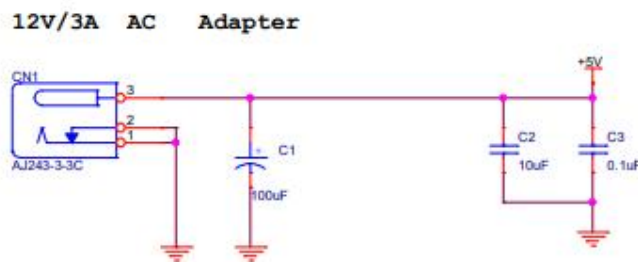 12V/3A AC Adapter
+5V
CN1
3
2
1
AJ243-3-3C
+
C1
100uF
C2
10uF
C3
0.1uF